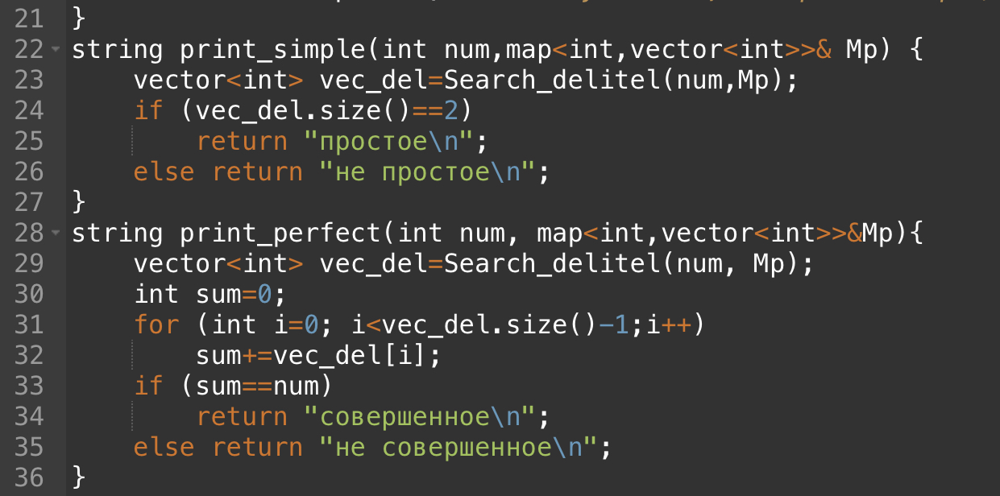 21 }
22 string print_simple(int num,map<int,vector<int>>& Mp) {
23 vector<int> vec_del=Search_delitel(num,Mp);
24 if (vec_del.size()==2)
25 return "простое\n";
26 else return "не простое\n";
27 }
28 string print_perfect(int num, map<int,vector<int>>&Mp){
29 vector<int> vec_del=Search_delitel(num, Mp);
30 int sum=0;
31 for (int i=0; i<vec_del.size()-1;i++)
32 sum+=vec_del[i];
33 if (sum==num)
34 return "совершенное\n";
35 else return "не совершенное\n";
36 }